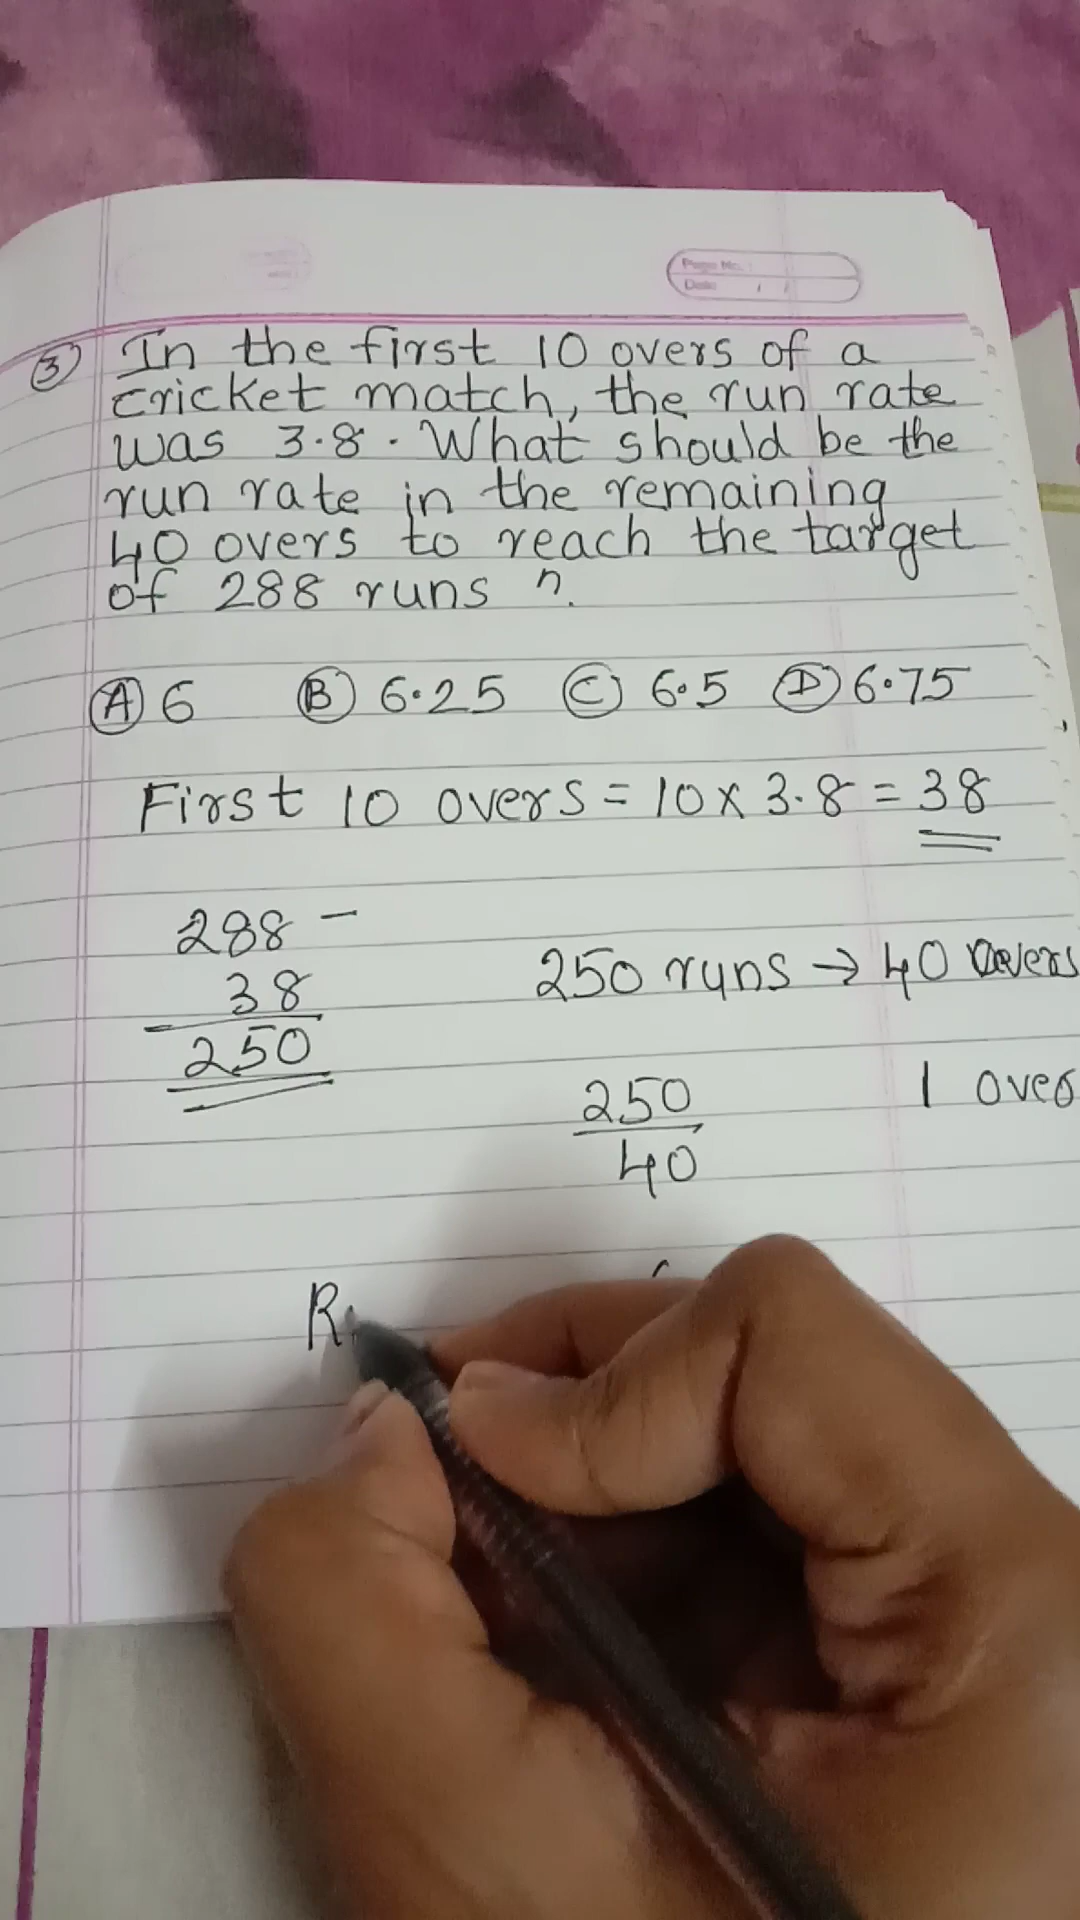 Page No.
Date / /
③ In the first 10 overs of a
cricket match, the run rate
was 3.8. What should be the
run rate in the remaining
40 overs to reach the target
of 288 runs ?
Ⓐ 6 Ⓑ 6.25 Ⓒ 6.5 Ⓓ 6.75
First 10 overs = 10 x 3.8 = 38
288 -
38
250
250 runs → 40 overs
250
40
1 over
R